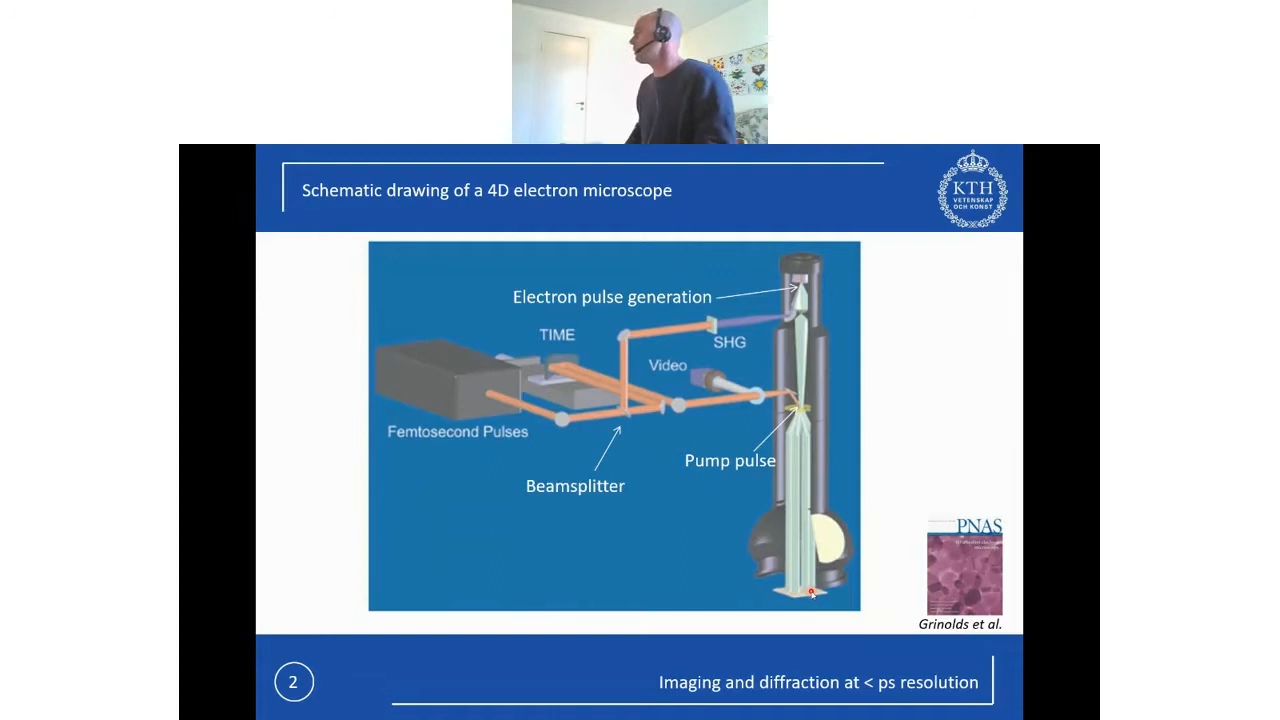 Schematic drawing of a 4D electron microscope
KTH
VETENSKAP
OCH KONST
Electron pulse generation
TIME
SHG
Video
Femtosecond Pulses
Pump pulse
Beamsplitter
PNAS
Grinolds et al.
2
Imaging and diffraction at < ps resolution